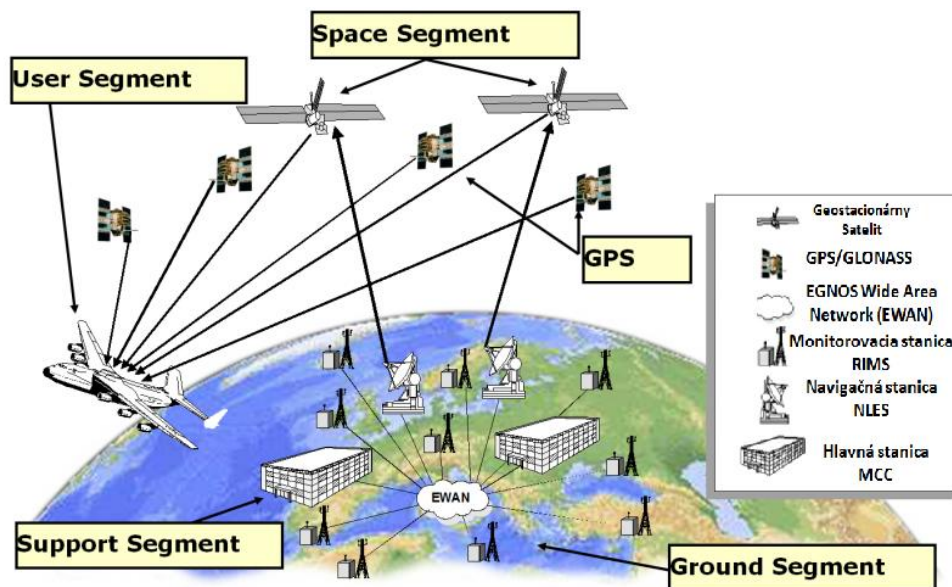 Space Segment
User Segment
GPS
Geostacionárny
Satelit
GPS/GLONASS
EGNOS Wide Area
Network (EWAN)
Monitorovacia stanica
RIMS
Navigačná stanica
NLES
Hlavná stanica
MCC
EWAN
Support Segment
Ground Segment